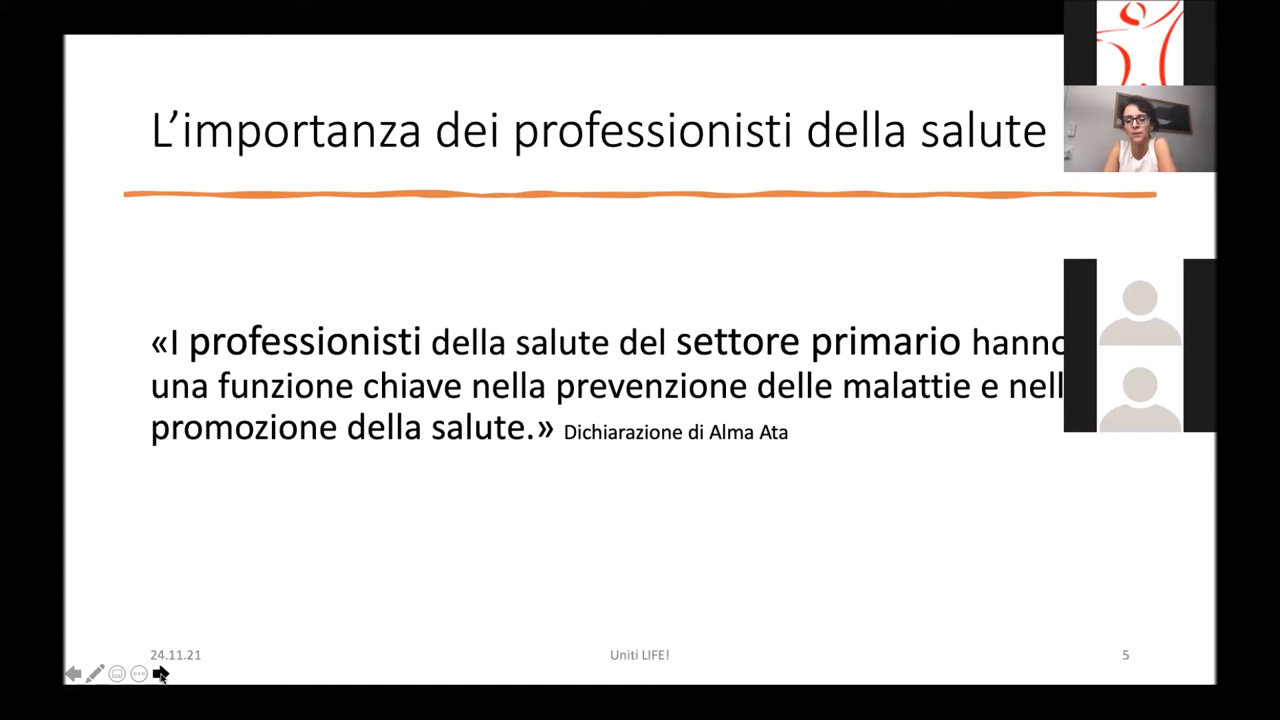 L’importanza dei professionisti della salute
«I professionisti della salute del settore primario hanno
una funzione chiave nella prevenzione delle malattie e nell
promozione della salute.» Dichiarazione di Alma Ata
24.11.21
Uniti LIFE!
5